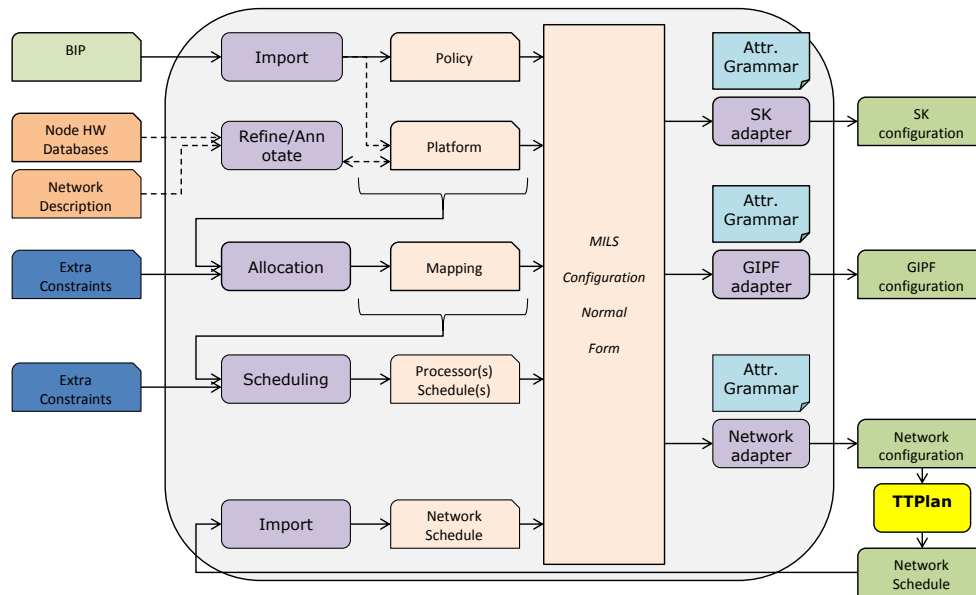 BIP
Import
Policy
Attr.
Grammar
Node HW
Databases
Refine/Ann
otate
Platform
SK
adapter
SK
configuration
Network
Description
Attr.
Grammar
Extra
Constraints
Allocation
Mapping
MILS
Configuration
Normal
Form
GIPF
adapter
GIPF
configuration
Extra
Constraints
Scheduling
Processor(s)
Schedule(s)
Attr.
Grammar
Network
adapter
Network
configuration
TTPlan
Import
Network
Schedule
Network
Schedule